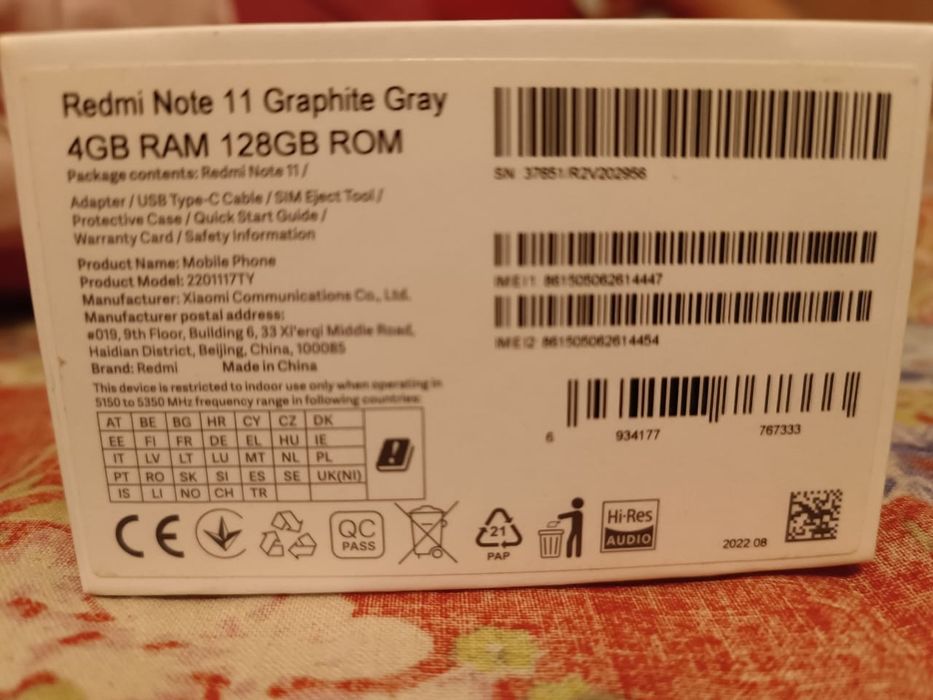 Redmi Note 11 Graphite Gray
4GB RAM 128GB ROM
Package contents: Redmi Note 11 /
Adapter / USB Type-C Cable / SIM Eject Tool /
Protective Case / Quick Start Guide /
Warranty Card / Safety Information
Product Name: Mobile Phone
Product Model: 2201117TY
Manufacturer: Xiaomi Communications Co., Ltd.
Manufacturer postal address:
#019, 9th Floor, Building 6, 33 Xi'erqi Middle Road,
Haidian District, Beijing, China, 100085
Brand: Redmi Made in China
This device is restricted to indoor use only when operating in
5150 to 5350 MHz frequency range in following countries:
AT BE BG HR CY CZ DK
EE FI FR DE EL HU IE
IT LV LT LU MT NL PL
PT RO SK SI ES SE UK(NI)
IS LI NO CH TR
CE
QC
PASS
21
PAP
Hi-Res
AUDIO
SN
IMEI1 861505062614447
IMEI2 861505062614454
6 934177 767333
2022 08